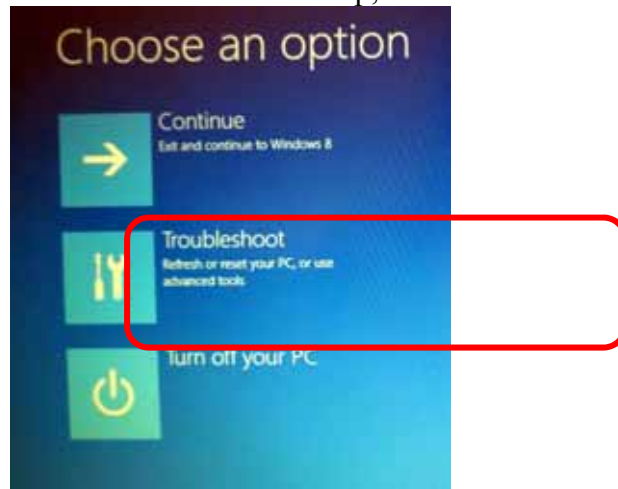 Choose an option
Continue
Exit and continue to Windows 8
Troubleshoot
Refresh or reset your PC, or use
advanced tools
Turn off your PC